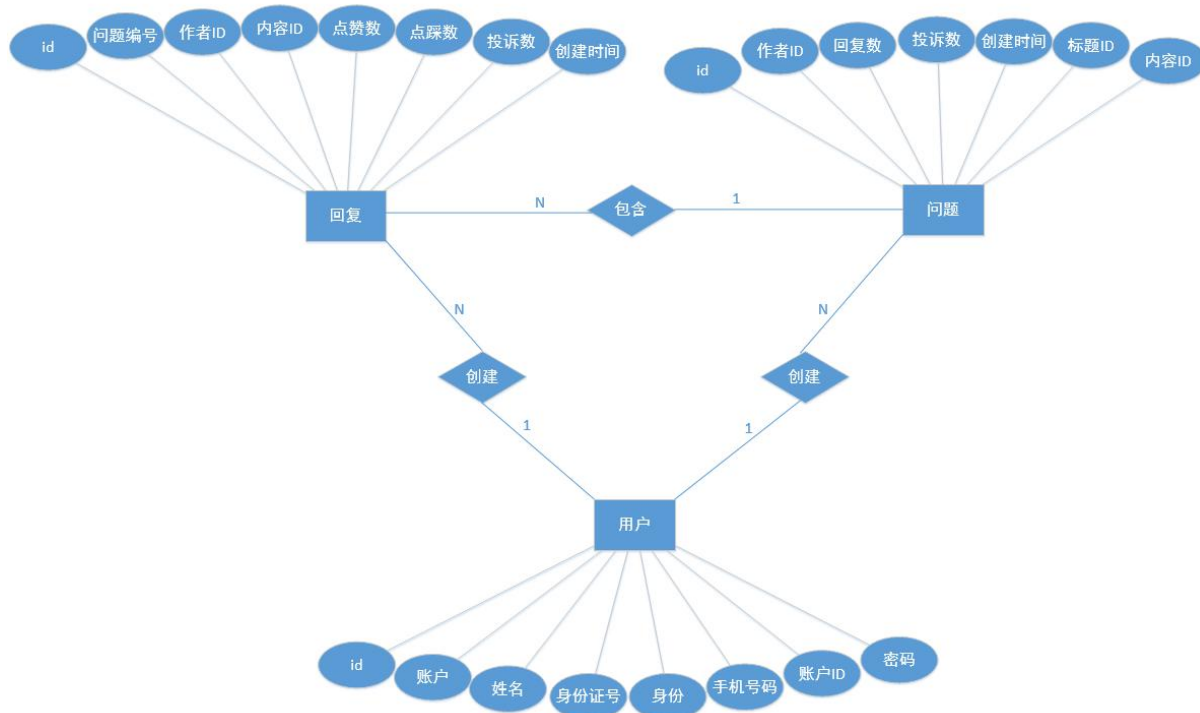 id
问题编号
作者ID
内容ID
点赞数
点踩数
投诉数
创建时间
id
作者ID
回复数
投诉数
创建时间
标题ID
内容ID
回复
N
包含
1
问题
N
N
创建
创建
1
1
用户
id
账户
姓名
身份证号
身份
手机号码
账户ID
密码